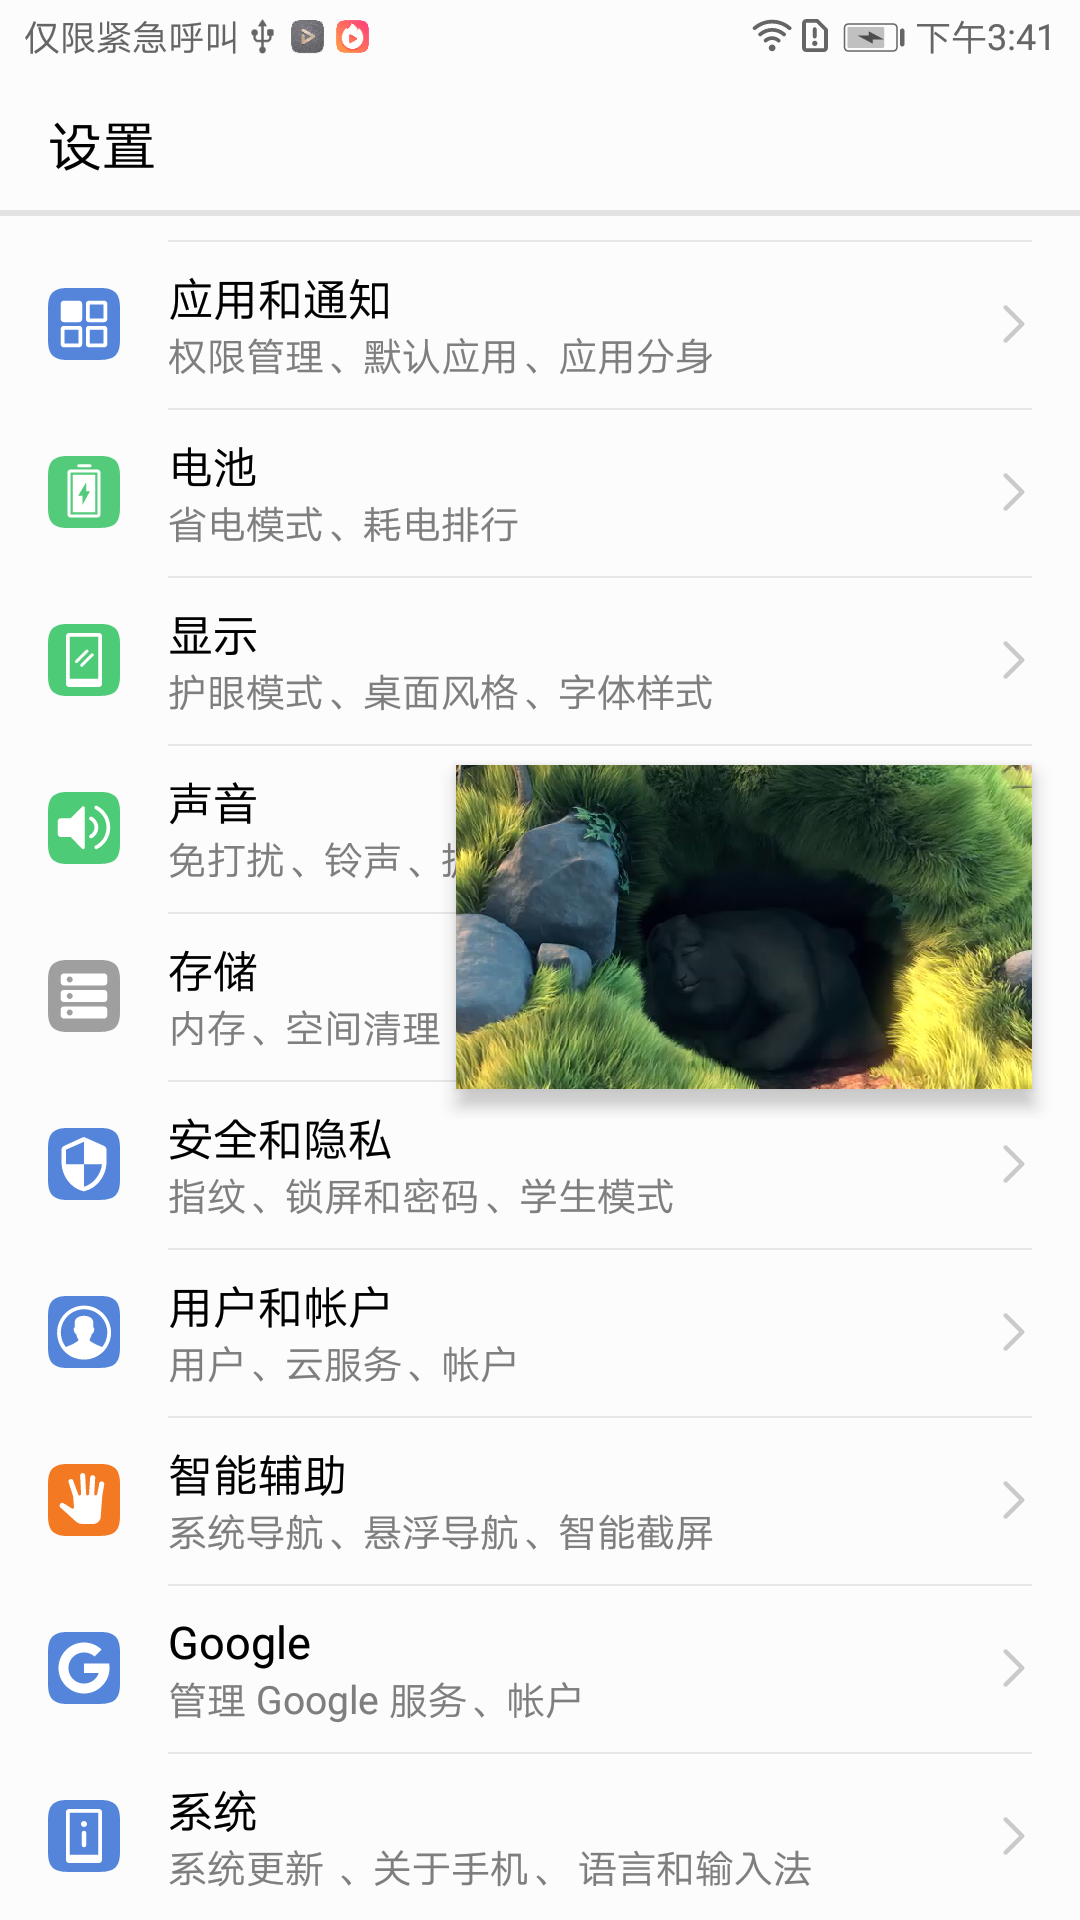 仅限紧急呼叫 下午3:41
设置
应用和通知
权限管理、默认应用、应用分身
电池
省电模式、耗电排行
显示
护眼模式、桌面风格、字体样式
声音
免打扰、铃声、
存储
内存、空间清理
安全和隐私
指纹、锁屏和密码、学生模式
用户和帐户
用户、云服务、帐户
智能辅助
系统导航、悬浮导航、智能截屏
Google
管理 Google 服务、帐户
系统
系统更新 、关于手机、 语言和输入法